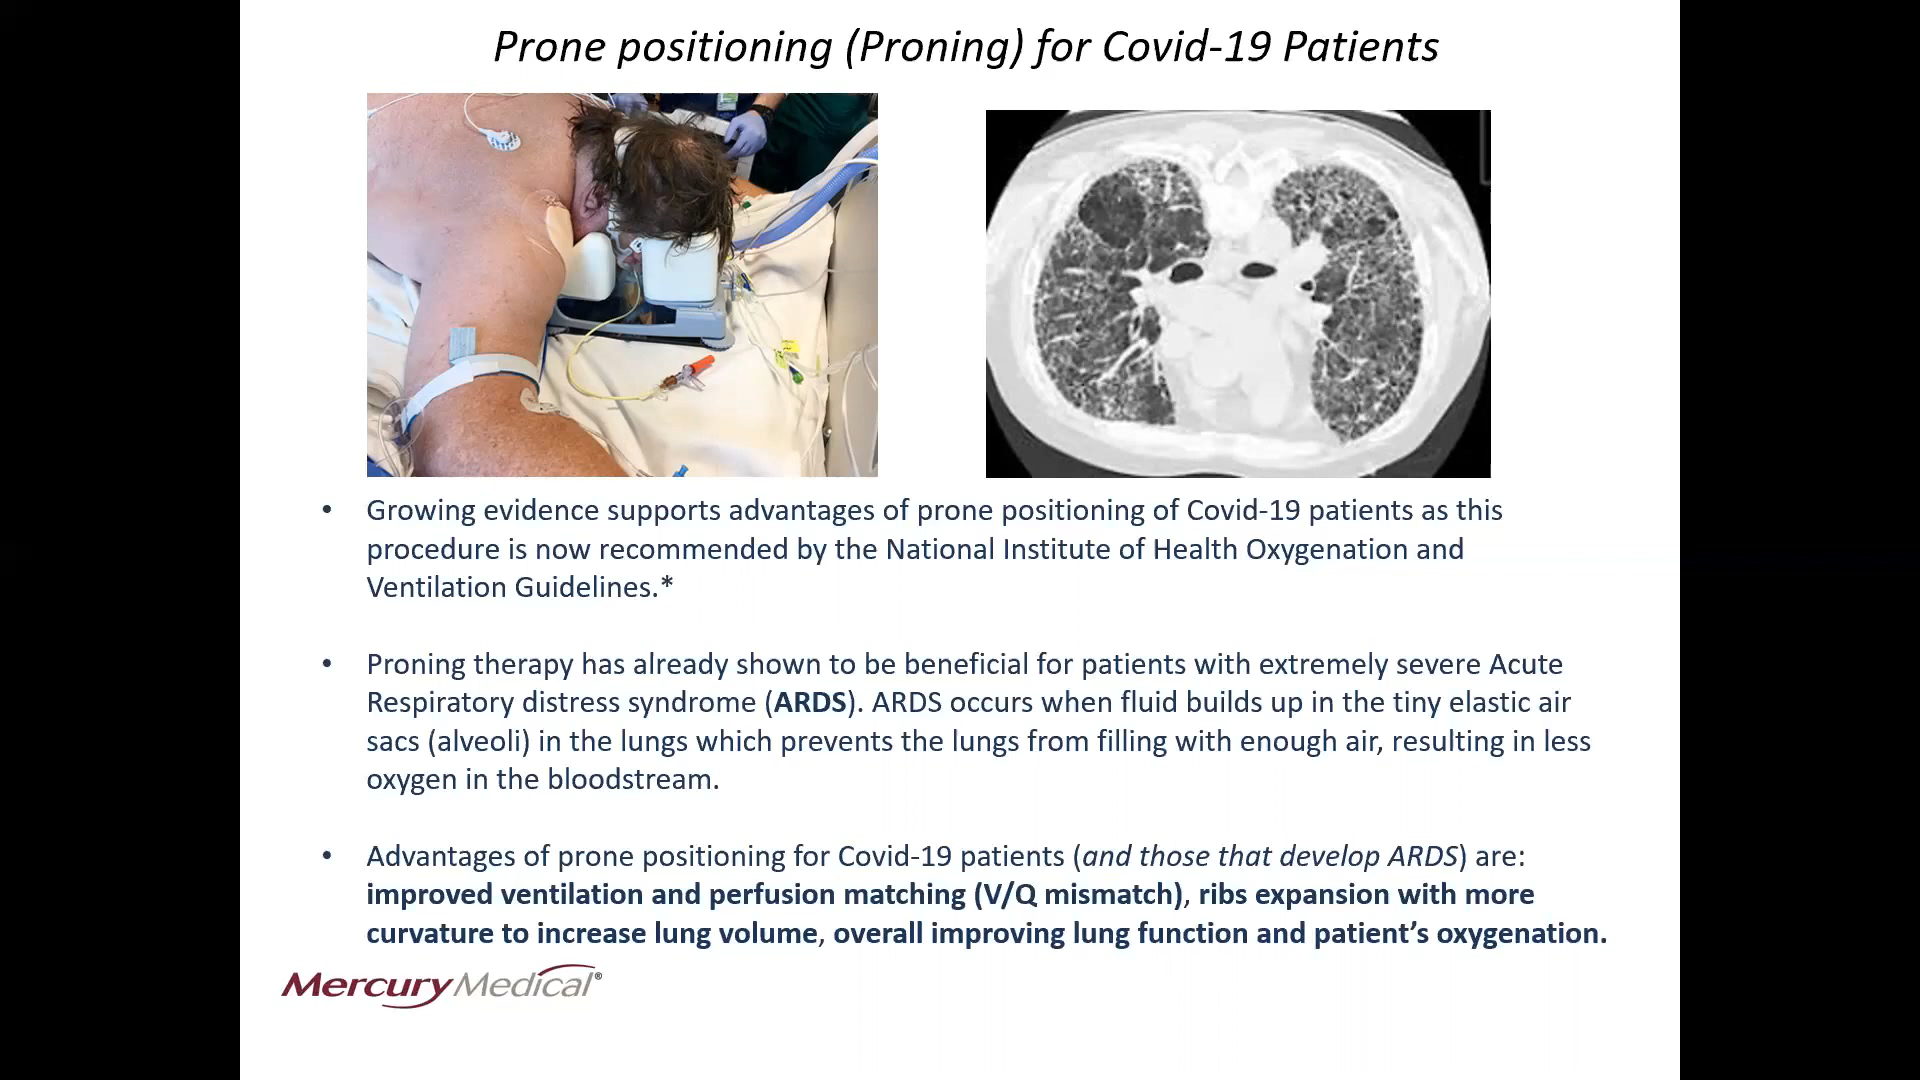 Prone positioning (Proning) for Covid-19 Patients
• Growing evidence supports advantages of prone positioning of Covid-19 patients as this
procedure is now recommended by the National Institute of Health Oxygenation and
Ventilation Guidelines.*
• Proning therapy has already shown to be beneficial for patients with extremely severe Acute
Respiratory distress syndrome (ARDS). ARDS occurs when fluid builds up in the tiny elastic air
sacs (alveoli) in the lungs which prevents the lungs from filling with enough air, resulting in less
oxygen in the bloodstream.
• Advantages of prone positioning for Covid-19 patients (and those that develop ARDS) are:
improved ventilation and perfusion matching (V/Q mismatch), ribs expansion with more
curvature to increase lung volume, overall improving lung function and patient’s oxygenation.
MercuryMedical®